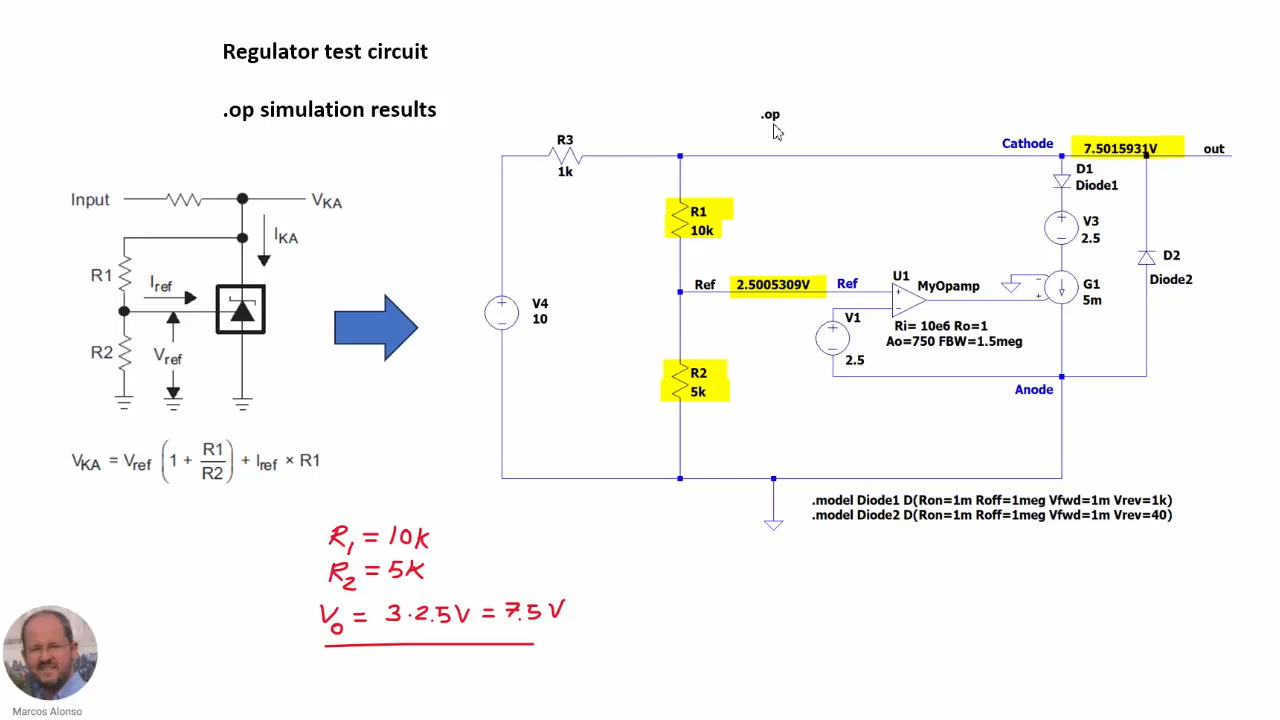 Regulator test circuit
.op simulation results
.op
Input
VKA
IKA
R1
Iref
R2
Vref
VKA = Vref (1 + R1/R2) + Iref × R1
R3
1k
Cathode
7.5015931V
out
D1
Diode1
R1
10k
V3
2.5
D2
Diode2
Ref
2.5005309V
Ref
U1
MyOpamp
G1
5m
V4
10
V1
2.5
Ri= 10e6 Ro=1
Ao=750 FBW=1.5meg
R2
5k
Anode
.model Diode1 D(Ron=1m Roff=1meg Vfwd=1m Vrev=1k)
.model Diode2 D(Ron=1m Roff=1meg Vfwd=1m Vrev=40)
R1 = 10k
R2 = 5k
Vo = 3·2.5V = 7.5V
Marcos Alonso